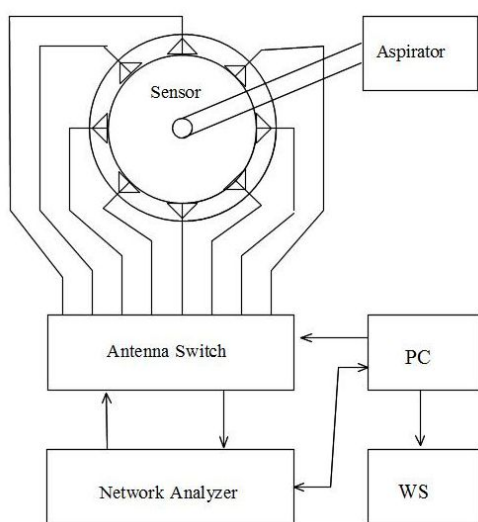 Aspirator
Sensor
Antenna Switch
PC
Network Analyzer
WS